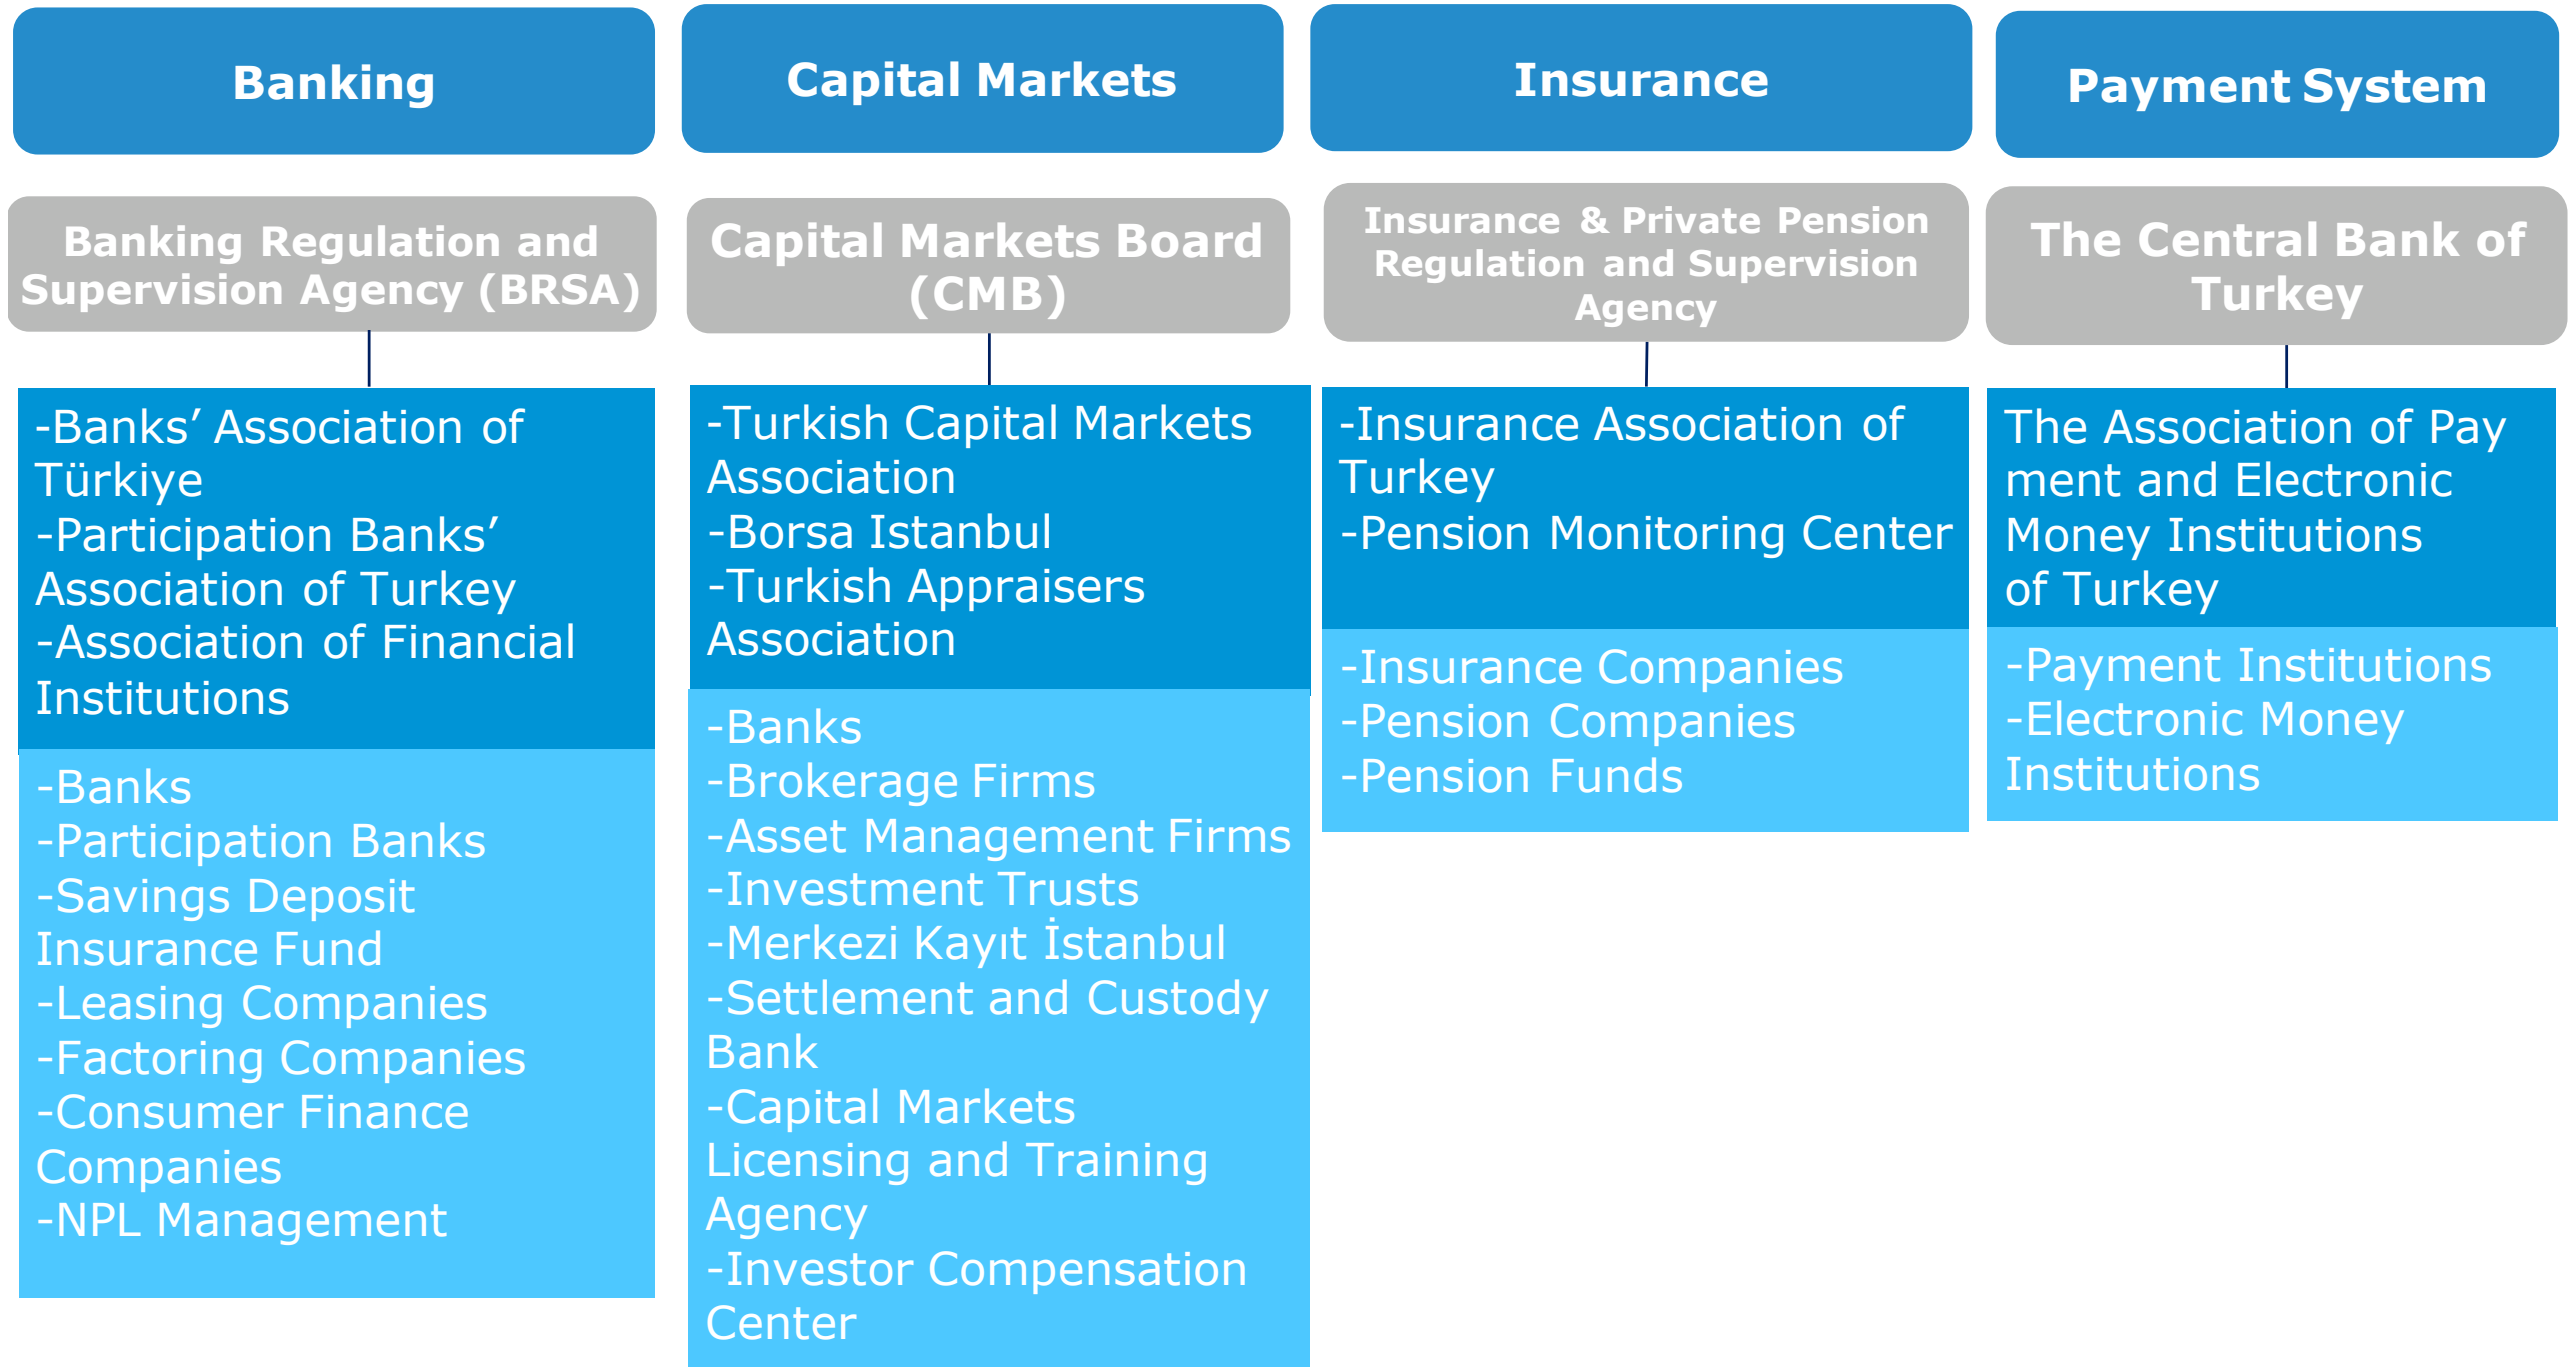 Banking
Banking Regulation and
Supervision Agency (BRSA)
-Banks’ Association of
Türkiye
-Participation Banks’
Association of Turkey
-Association of Financial
Institutions
-Banks
-Participation Banks
-Savings Deposit
Insurance Fund
-Leasing Companies
-Factoring Companies
-Consumer Finance
Companies
-NPL Management
Capital Markets
Capital Markets Board
(CMB)
-Turkish Capital Markets
Association
-Borsa Istanbul
-Turkish Appraisers
Association
-Banks
-Brokerage Firms
-Asset Management Firms
-Investment Trusts
-Merkezi Kayıt İstanbul
-Settlement and Custody
Bank
-Capital Markets
Licensing and Training
Agency
-Investor Compensation
Center
Insurance
Insurance & Private Pension
Regulation and Supervision
Agency
-Insurance Association of
Turkey
-Pension Monitoring Center
-Insurance Companies
-Pension Companies
-Pension Funds
Payment System
The Central Bank of
Turkey
The Association of Pay
ment and Electronic
Money Institutions
of Turkey
-Payment Institutions
-Electronic Money
Institutions